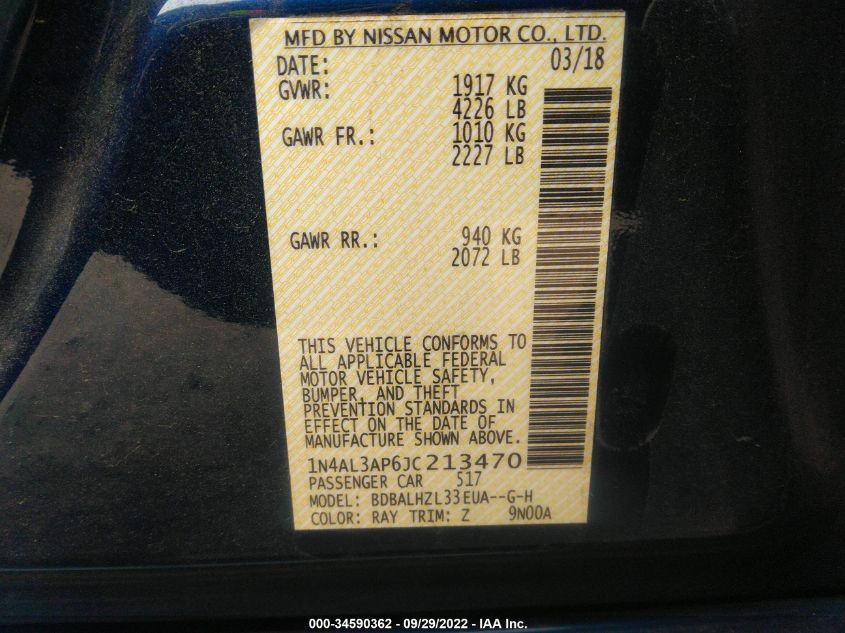 MFD BY NISSAN MOTOR CO., LTD.
DATE: 03/18
GVWR: 1917 KG
4226 LB
GAWR FR.: 1010 KG
2227 LB
GAWR RR.: 940 KG
2072 LB
THIS VEHICLE CONFORMS TO
ALL APPLICABLE FEDERAL
MOTOR VEHICLE SAFETY,
BUMPER, AND THEFT
PREVENTION STANDARDS IN
EFFECT ON THE DATE OF
MANUFACTURE SHOWN ABOVE.
1N4AL3AP6JC213470
PASSENGER CAR 517
MODEL: BDBALHZL33EUA--G-H
COLOR: RAY TRIM: Z 9N00A
000-34590362 - 09/29/2022 - IAA Inc.